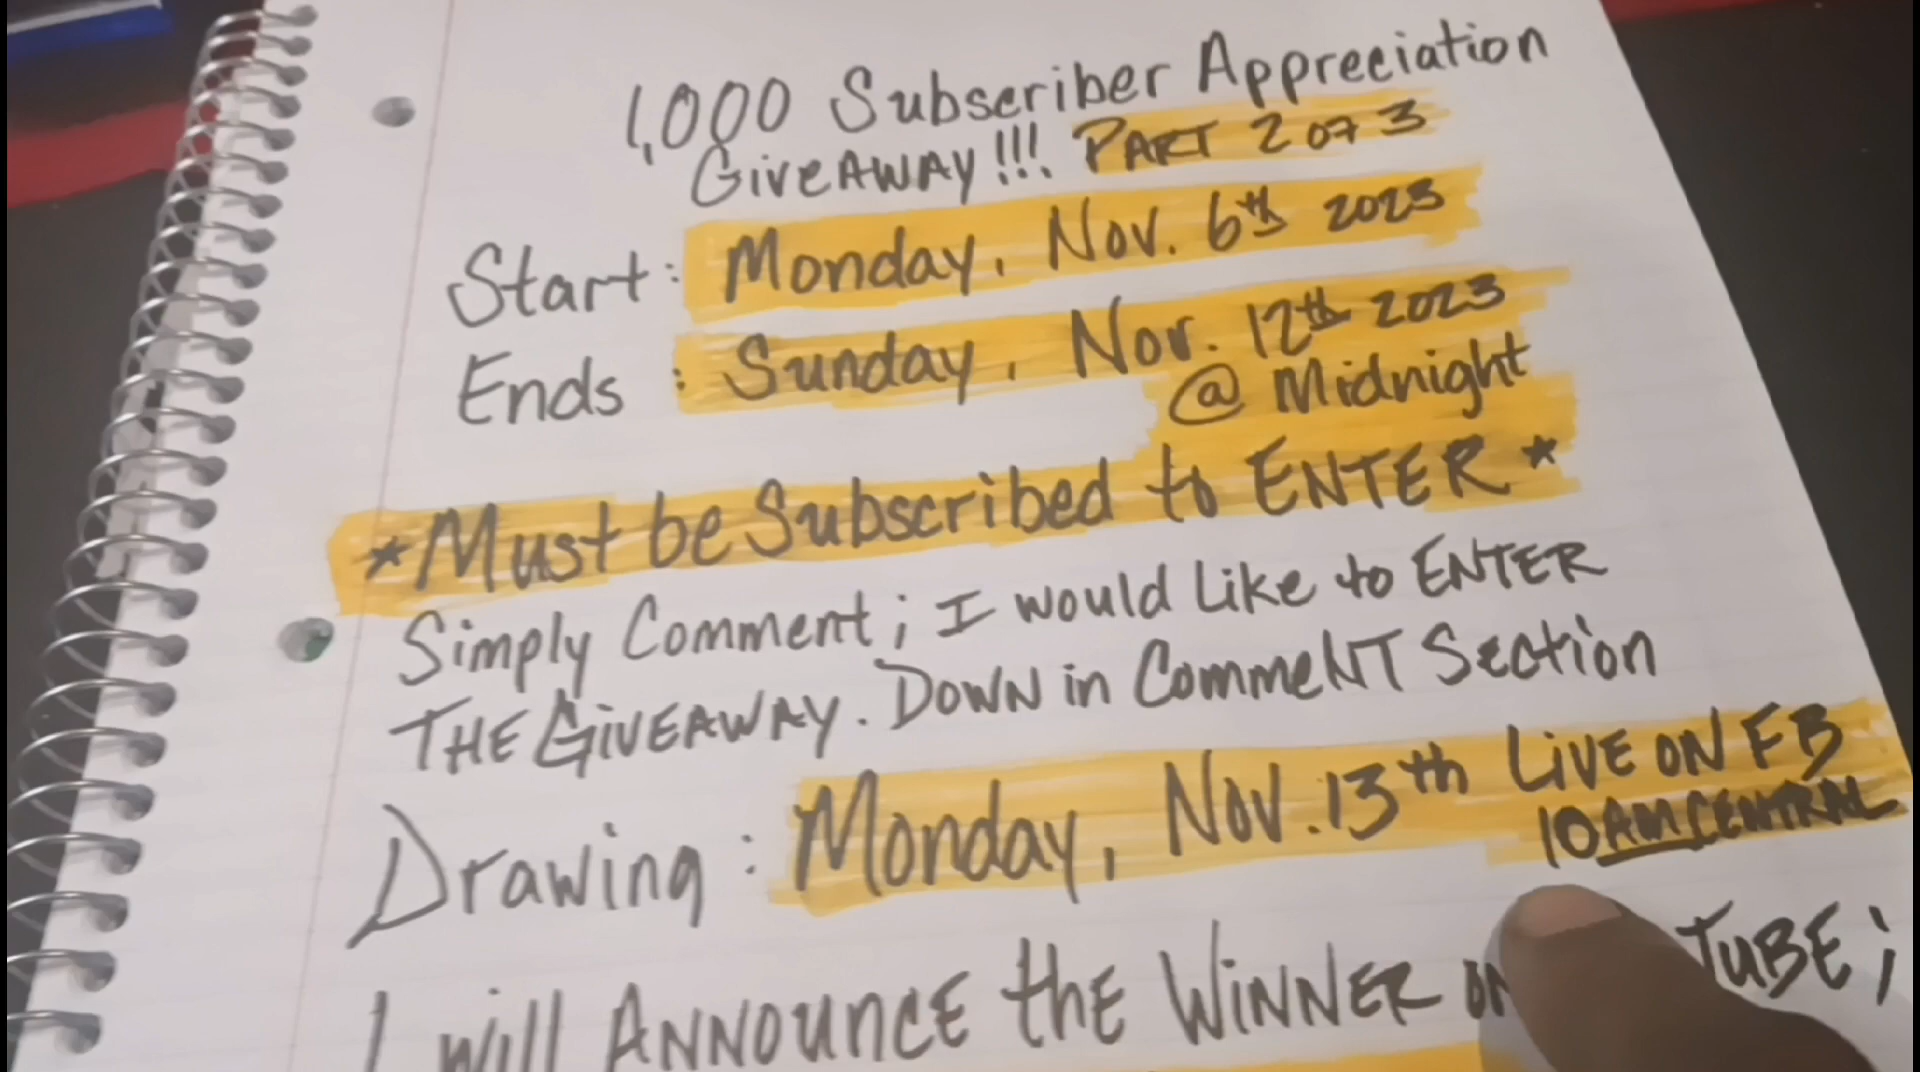 1,000 Subscriber Appreciation
GiveAWAY!!! PART 2 of 3
Start: Monday, Nov. 6th 2023
Ends: Sunday, Nov. 12th 2023
@ Midnight
*Must be Subscribed to ENTER*
Simply Comment; I would Like to ENTER
THE GiVEAWAY. DOWN in CommeNT Section
Drawing: Monday, Nov. 13th LiVE ON FB
10AM CENTRAL
I will ANNOUNCE thE WiNNER ON TUBE;